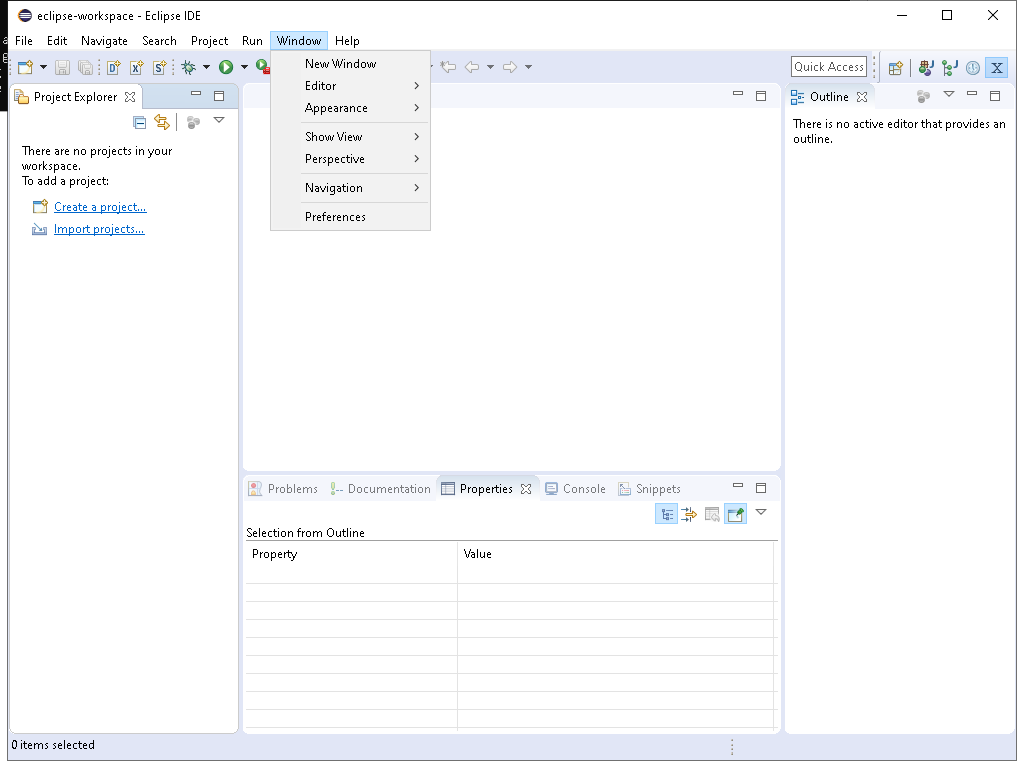 eclipse-workspace - Eclipse IDE
File Edit Navigate Search Project Run Window Help
Quick Access
Project Explorer
There are no projects in your
workspace.
To add a project:
Create a project...
Import projects...
New Window
Editor
Appearance
Show View
Perspective
Navigation
Preferences
Outline
There is no active editor that provides an
outline.
Problems Documentation Properties Console Snippets
Selection from Outline
Property Value
0 items selected